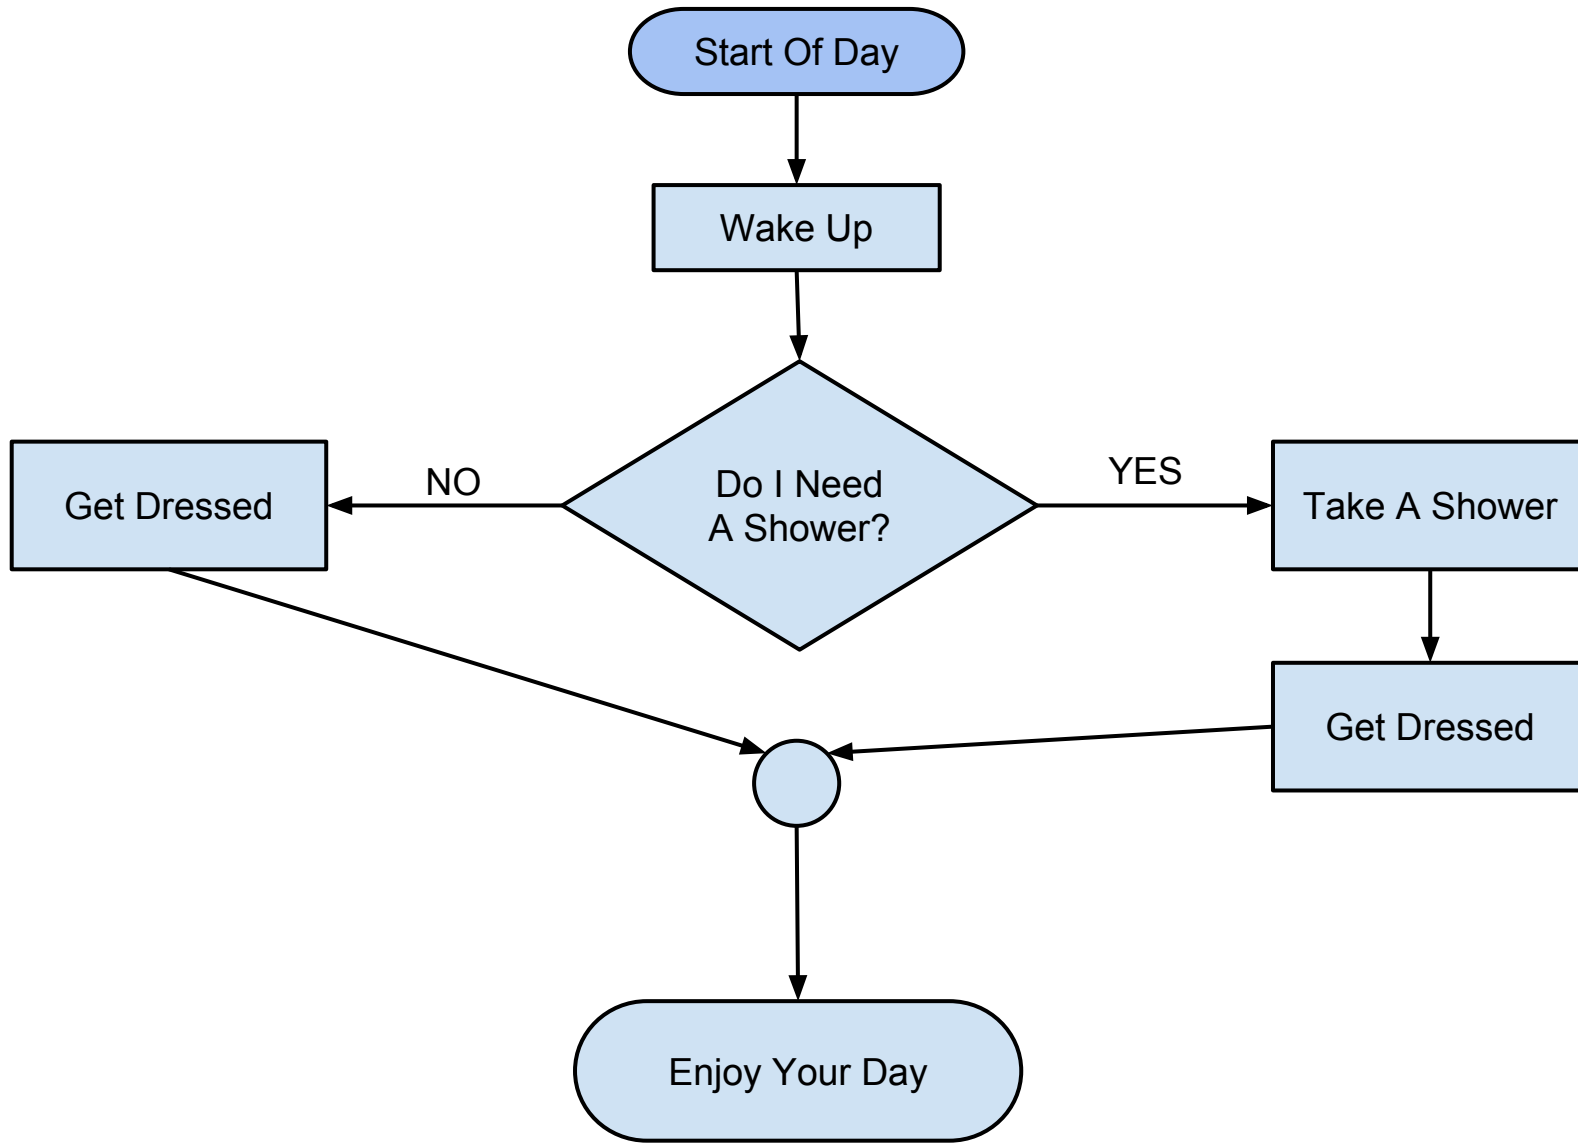 Start Of Day
Wake Up
Do I Need
A Shower?
NO
YES
Get Dressed
Take A Shower
Get Dressed
Enjoy Your Day